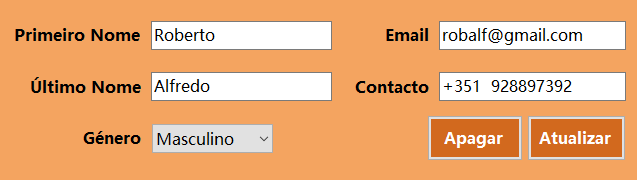 Primeiro Nome Roberto Email robalf@gmail.com
Último Nome Alfredo Contacto +351 928897392
Género Masculino Apagar Atualizar